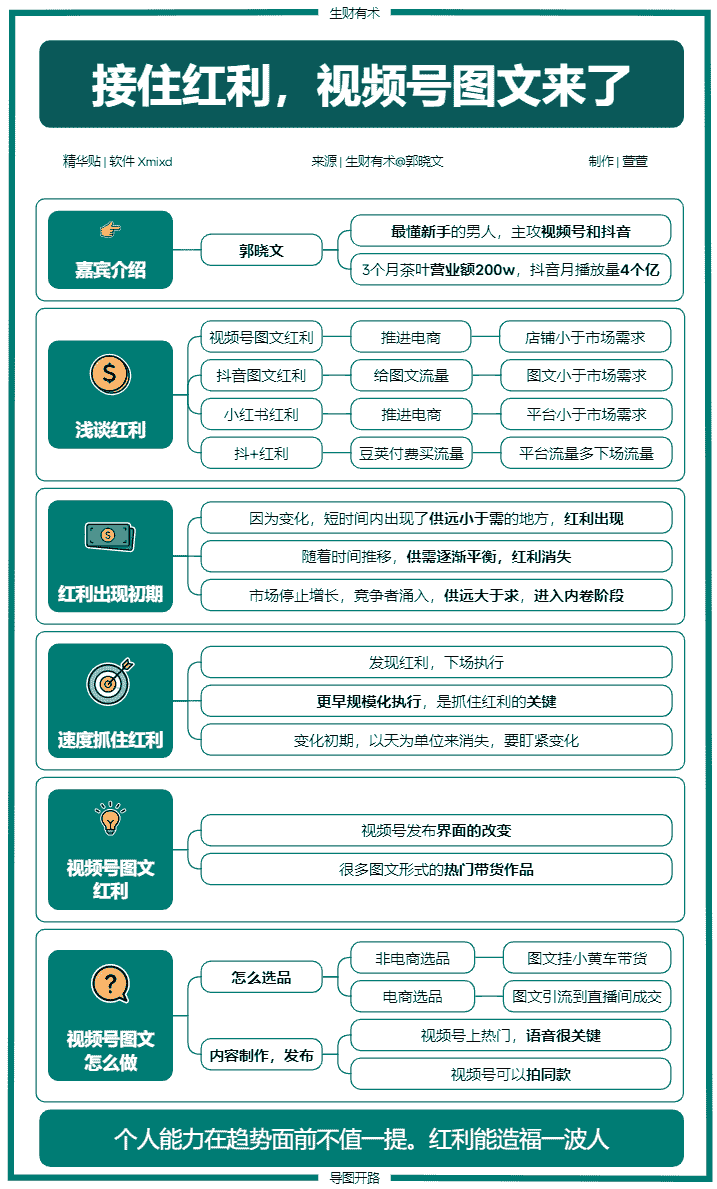 生财有术
接住红利，视频号图文来了
精华贴 | 软件 Xmixd
来源 | 生财有术@郭晓文
制作 | 萱萱
嘉宾介绍
郭晓文
最懂新手的男人，主攻视频号和抖音
3个月茶叶营业额200w，抖音月播放量4个亿
浅谈红利
视频号图文红利
推进电商
店铺小于市场需求
抖音图文红利
给图文流量
图文小于市场需求
小红书红利
推进电商
平台小于市场需求
抖+红利
豆荚付费买流量
平台流量多下场流量
红利出现初期
因为变化，短时间内出现了供远小于需的地方，红利出现
随着时间推移，供需逐渐平衡，红利消失
市场停止增长，竞争者涌入，供远大于求，进入内卷阶段
速度抓住红利
发现红利，下场执行
更早规模化执行，是抓住红利的关键
变化初期，以天为单位来消失，要盯紧变化
视频号图文
红利
视频号发布界面的改变
很多图文形式的热门带货作品
视频号图文
怎么做
怎么选品
非电商选品
图文挂小黄车带货
电商选品
图文引流到直播间成交
内容制作，发布
视频号上热门，语音很关键
视频号可以拍同款
个人能力在趋势面前不值一提。红利能造福一波人
导图开路